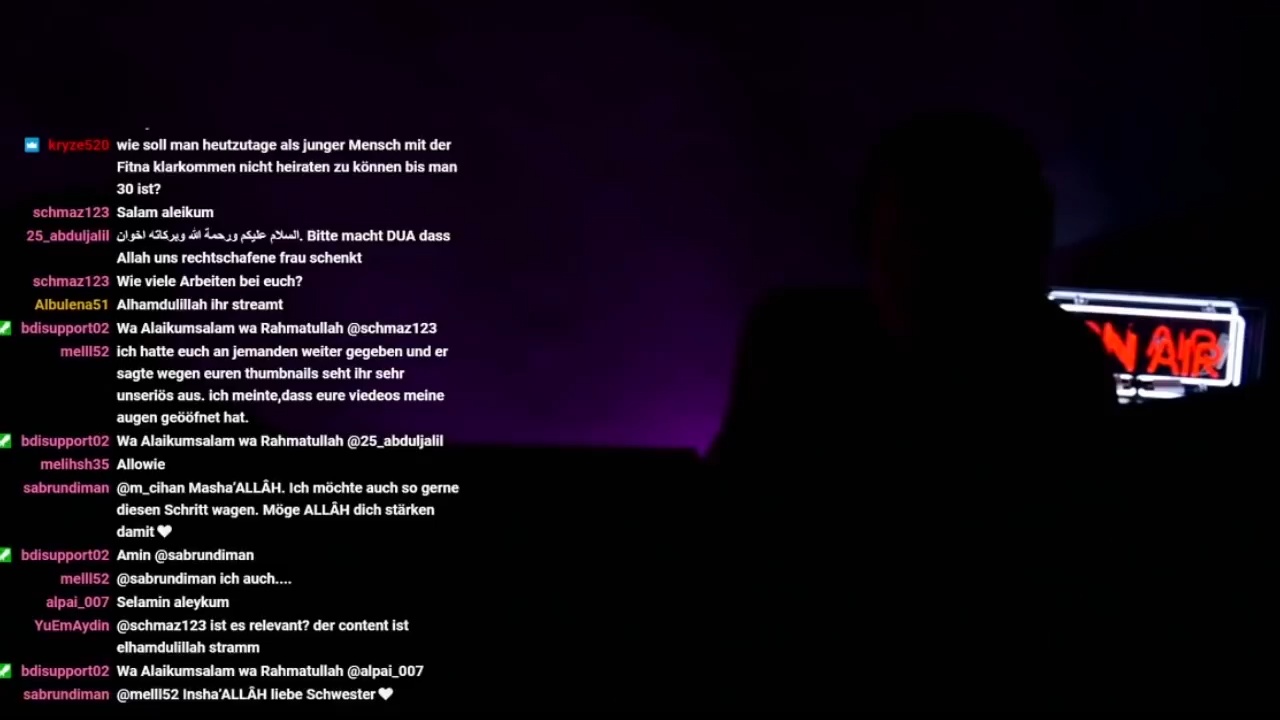 kryze520 wie soll man heutzutage als junger Mensch mit der
Fitna klarkommen nicht heiraten zu können bis man
30 ist?
schmaz123 Salam aleikum
25_abduljalil السلام عليكم ورحمة الله وبركاته اخوان. Bitte macht DUA dass
Allah uns rechtschafene frau schenkt
schmaz123 Wie viele Arbeiten bei euch?
Albulena51 Alhamdulillah ihr streamt
bdisupport02 Wa Alaikumsalam wa Rahmatullah @schmaz123
melll52 ich hatte euch an jemanden weiter gegeben und er
sagte wegen euren thumbnails seht ihr sehr
unseriös aus. ich meinte,dass eure viedeos meine
augen geööfnet hat.
bdisupport02 Wa Alaikumsalam wa Rahmatullah @25_abduljalil
melihsh35 Allowie
sabrundiman @m_cihan Masha’ALLÂH. Ich möchte auch so gerne
diesen Schritt wagen. Möge ALLÂH dich stärken
damit
bdisupport02 Amin @sabrundiman
melll52 @sabrundiman ich auch....
alpai_007 Selamin aleykum
YuEmAydin @schmaz123 ist es relevant? der content ist
elhamdulillah stramm
bdisupport02 Wa Alaikumsalam wa Rahmatullah @alpai_007
sabrundiman @melll52 Insha’ALLÂH liebe Schwester
AIR